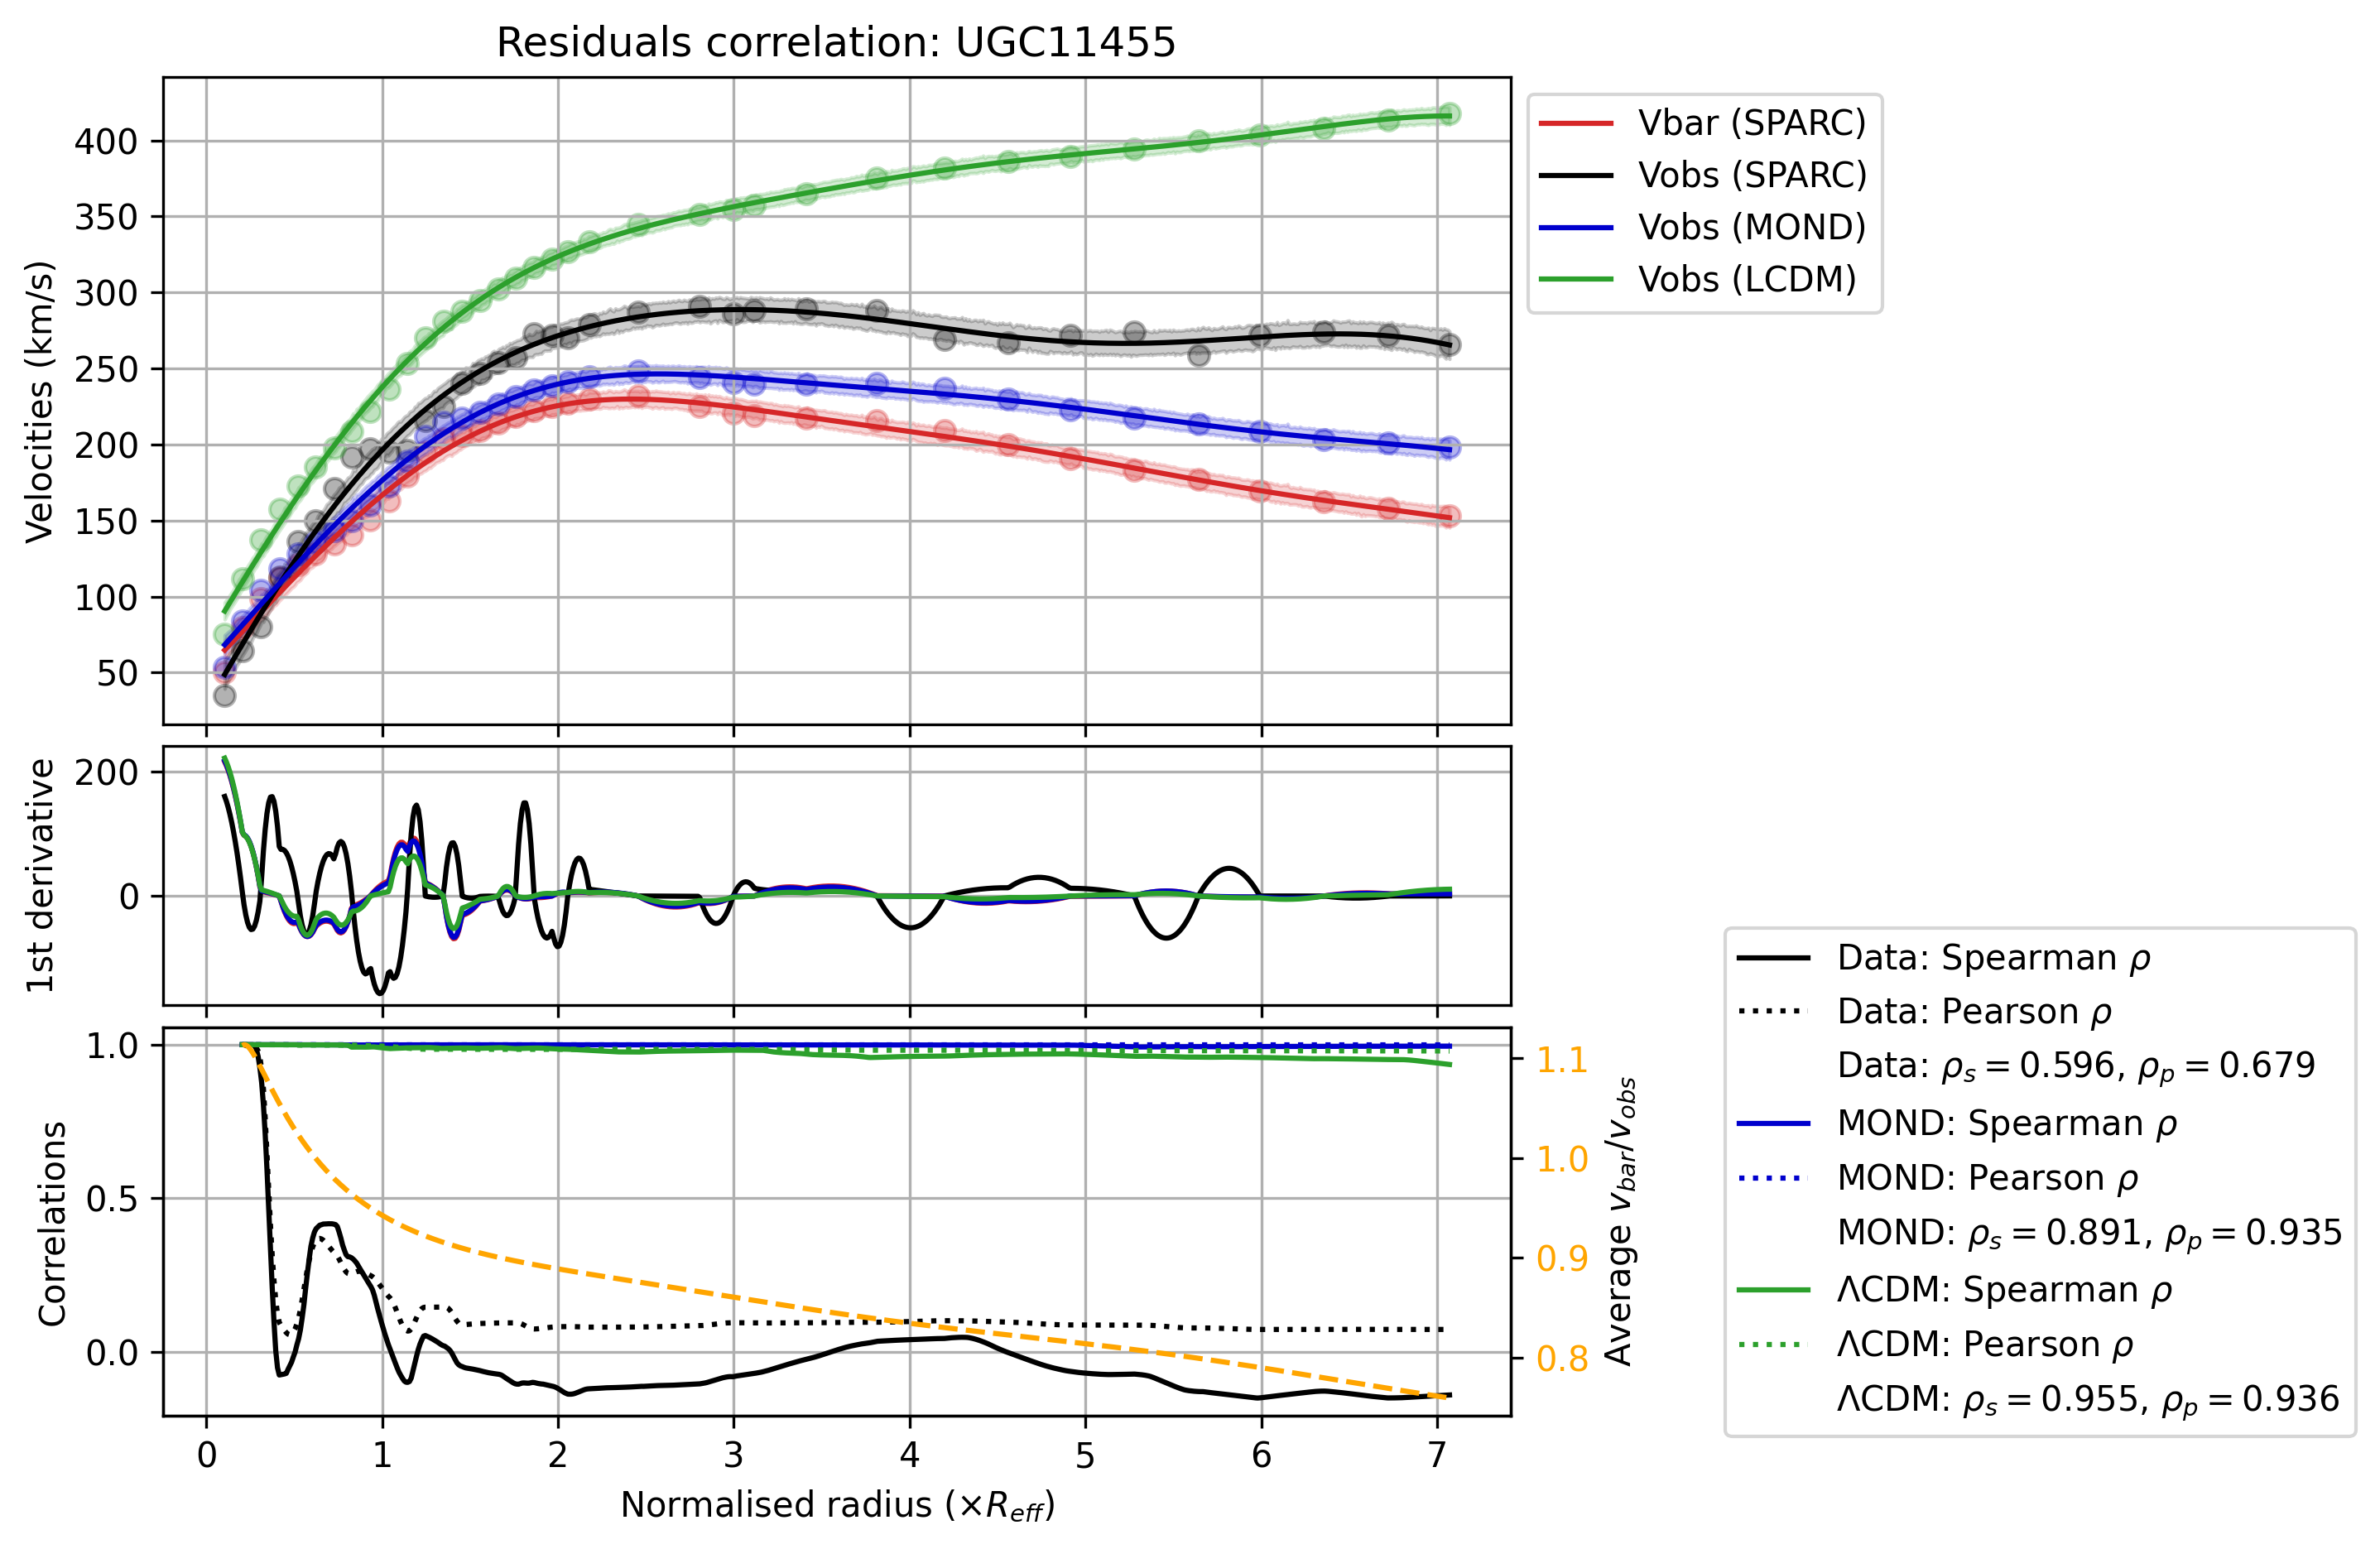 Residuals correlation: UGC11455
Velocities (km/s)
400
350
300
250
200
150
100
50
Vbar (SPARC)
Vobs (SPARC)
Vobs (MOND)
Vobs (LCDM)
1st derivative
200
0
Correlations
1.0
0.5
0.0
1.1
1.0
0.9
0.8
Average v_bar/v_obs
0 1 2 3 4 5 6 7
Normalised radius (×R_eff)
Data: Spearman ρ
Data: Pearson ρ
Data: ρ_s = 0.596, ρ_p = 0.679
MOND: Spearman ρ
MOND: Pearson ρ
MOND: ρ_s = 0.891, ρ_p = 0.935
ΛCDM: Spearman ρ
ΛCDM: Pearson ρ
ΛCDM: ρ_s = 0.955, ρ_p = 0.936